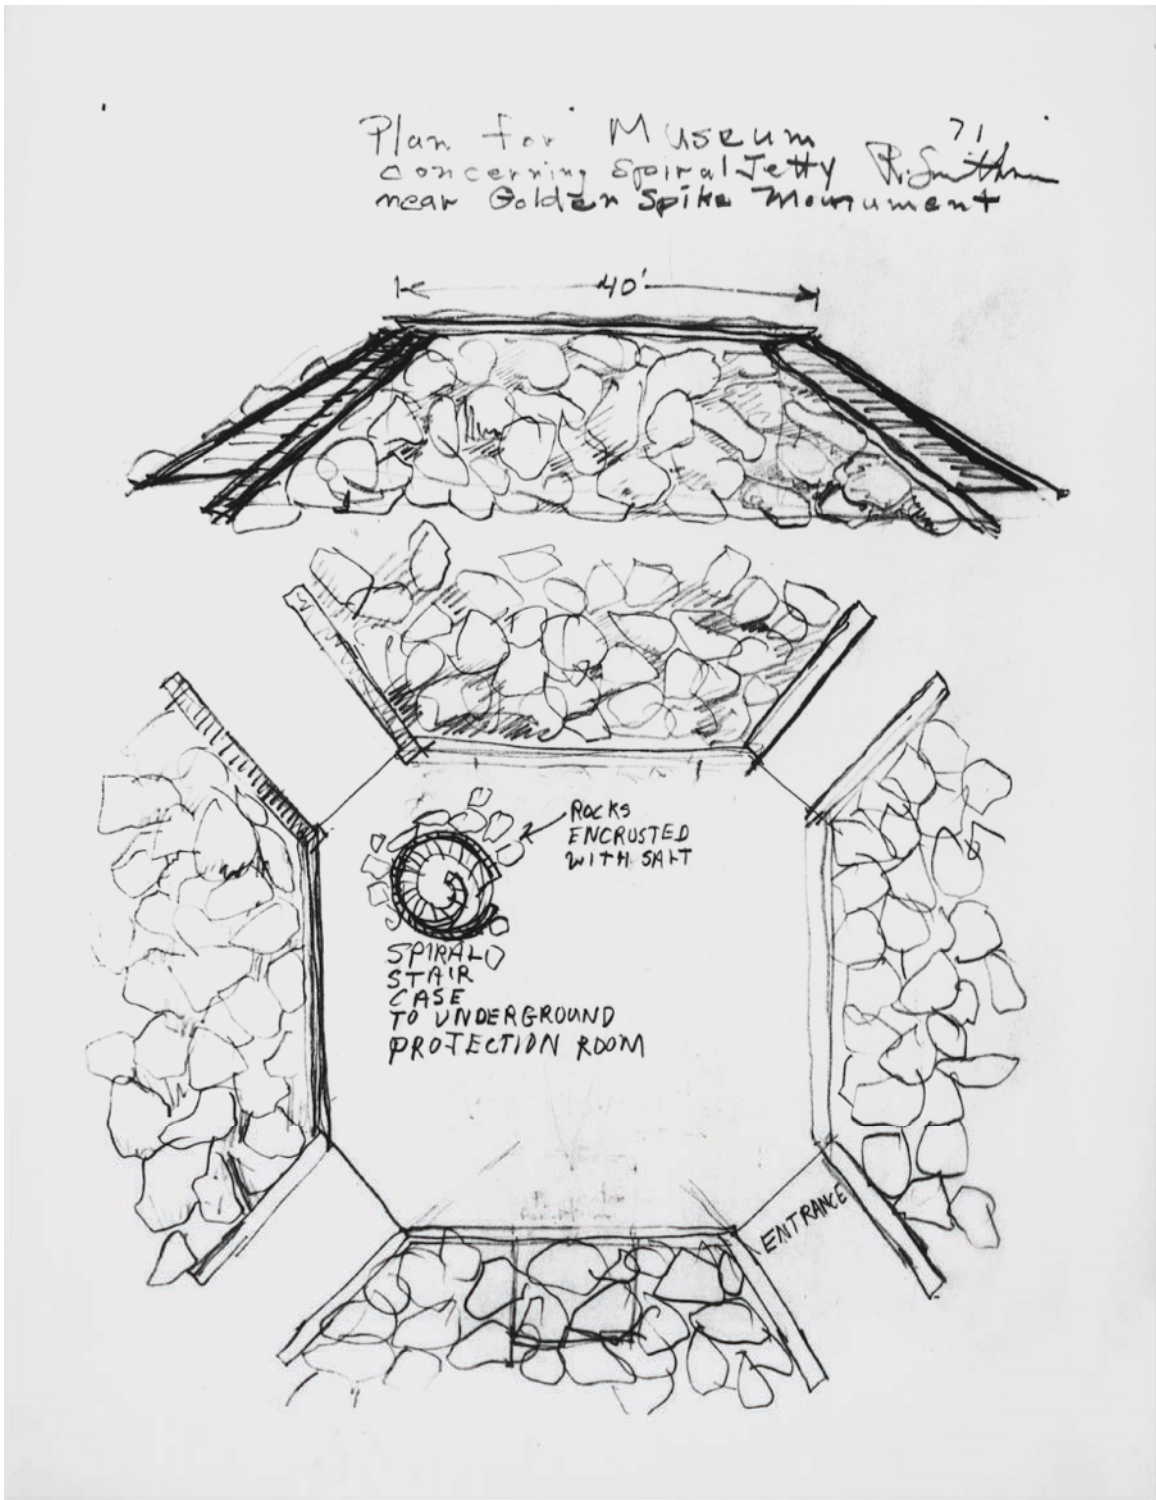 Plan for Museum
71
concerning Spiral Jetty R. Smithson
near Golden Spike Monument
40'
ROCKS
ENCRUSTED
WITH SALT
SPIRAL
STAIR
CASE
TO UNDERGROUND
PROTECTION ROOM
ENTRANCE